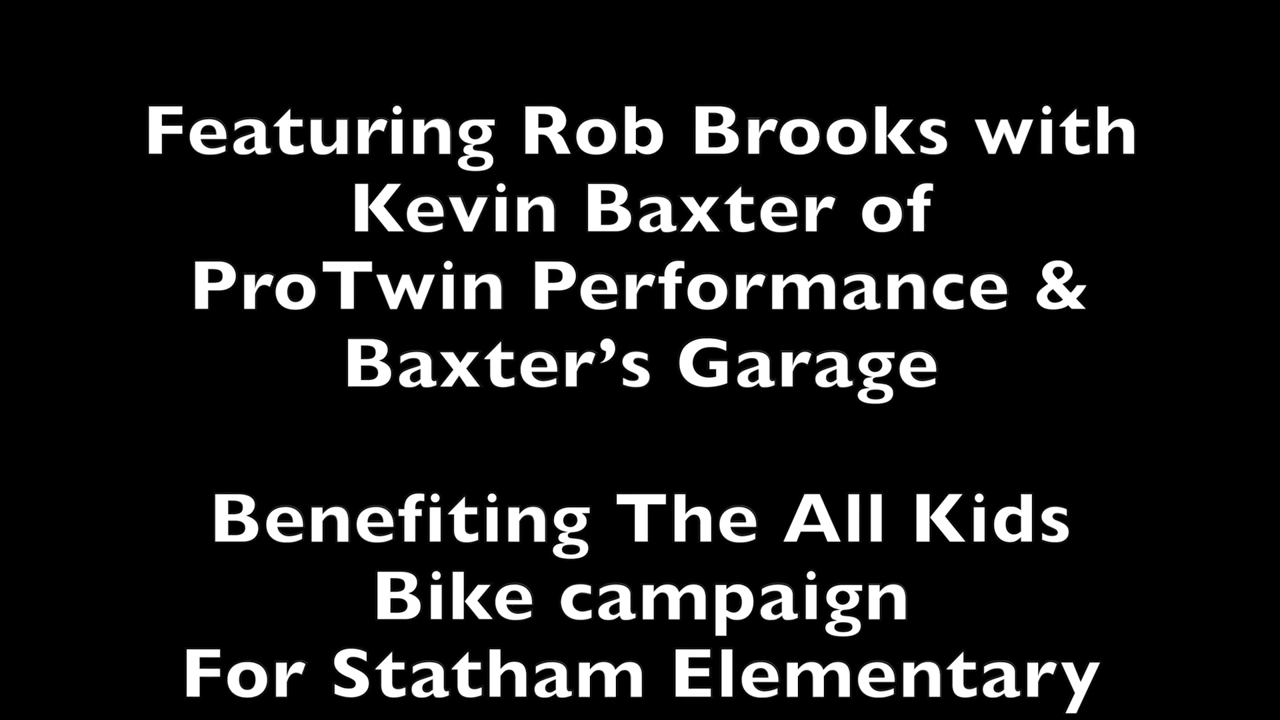 Featuring Rob Brooks with
Kevin Baxter of
ProTwin Performance &
Baxter’s Garage
Benefiting The All Kids
Bike campaign
For Statham Elementary